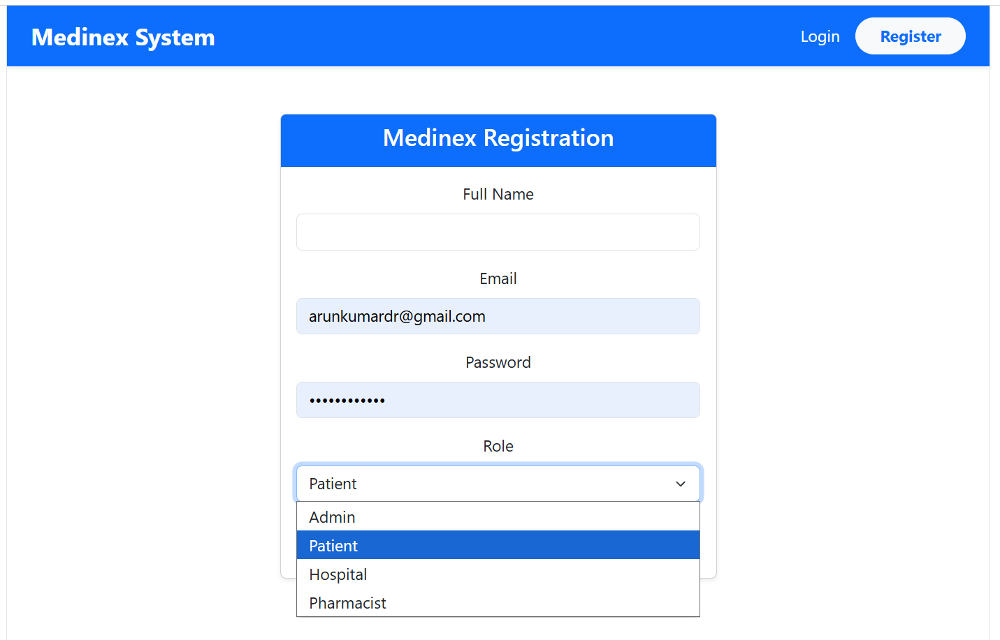 Medinex System
Login
Register
Medinex Registration
Full Name
Email
arunkumardr@gmail.com
Password
••••••••••••
Role
Patient
Admin
Patient
Hospital
Pharmacist